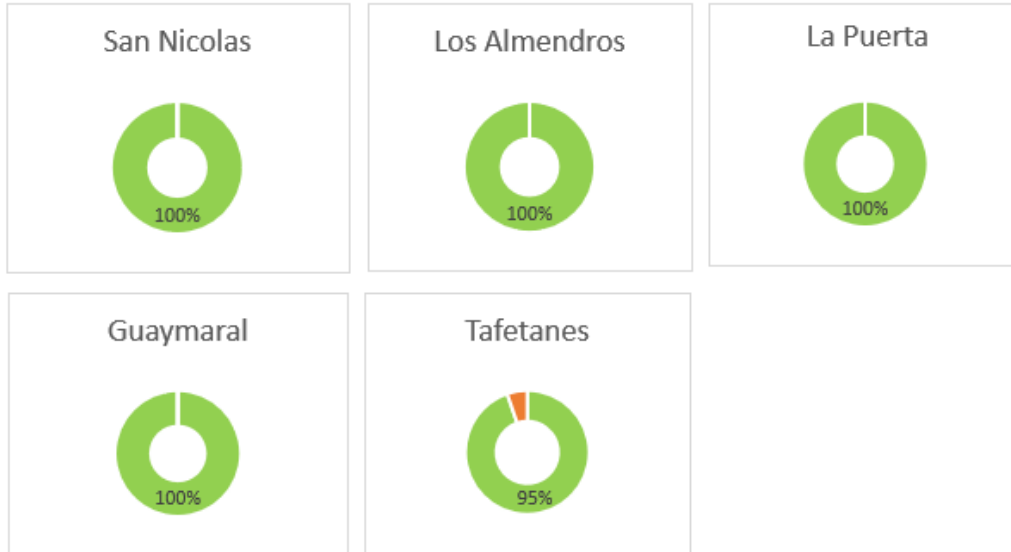 San Nicolas
100%
Los Almendros
100%
La Puerta
100%
Guaymaral
100%
Tafetanes
95%